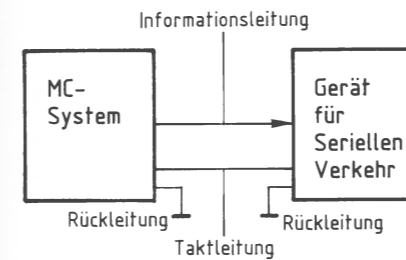 Informationsleitung
MC-
System
Gerät
für
Seriellen
Verkehr
Rückleitung
Rückleitung
Taktleitung